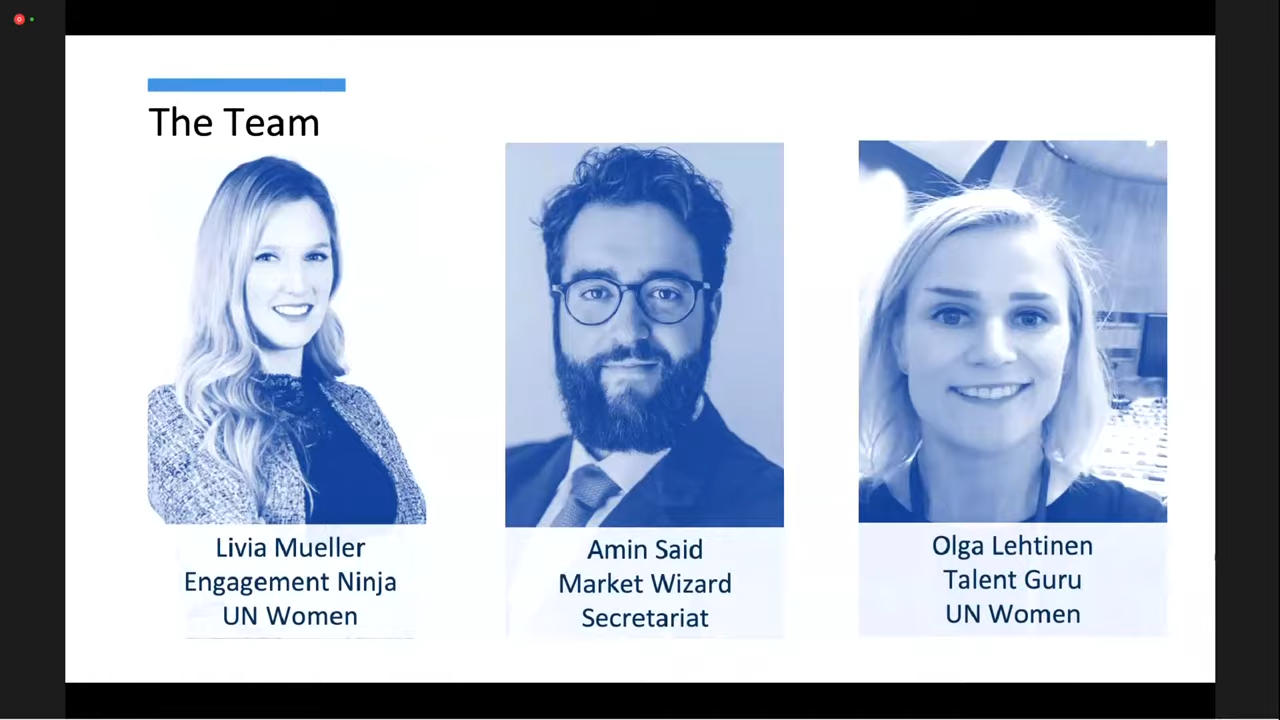 The Team
Livia Mueller
Engagement Ninja
UN Women
Amin Said
Market Wizard
Secretariat
Olga Lehtinen
Talent Guru
UN Women